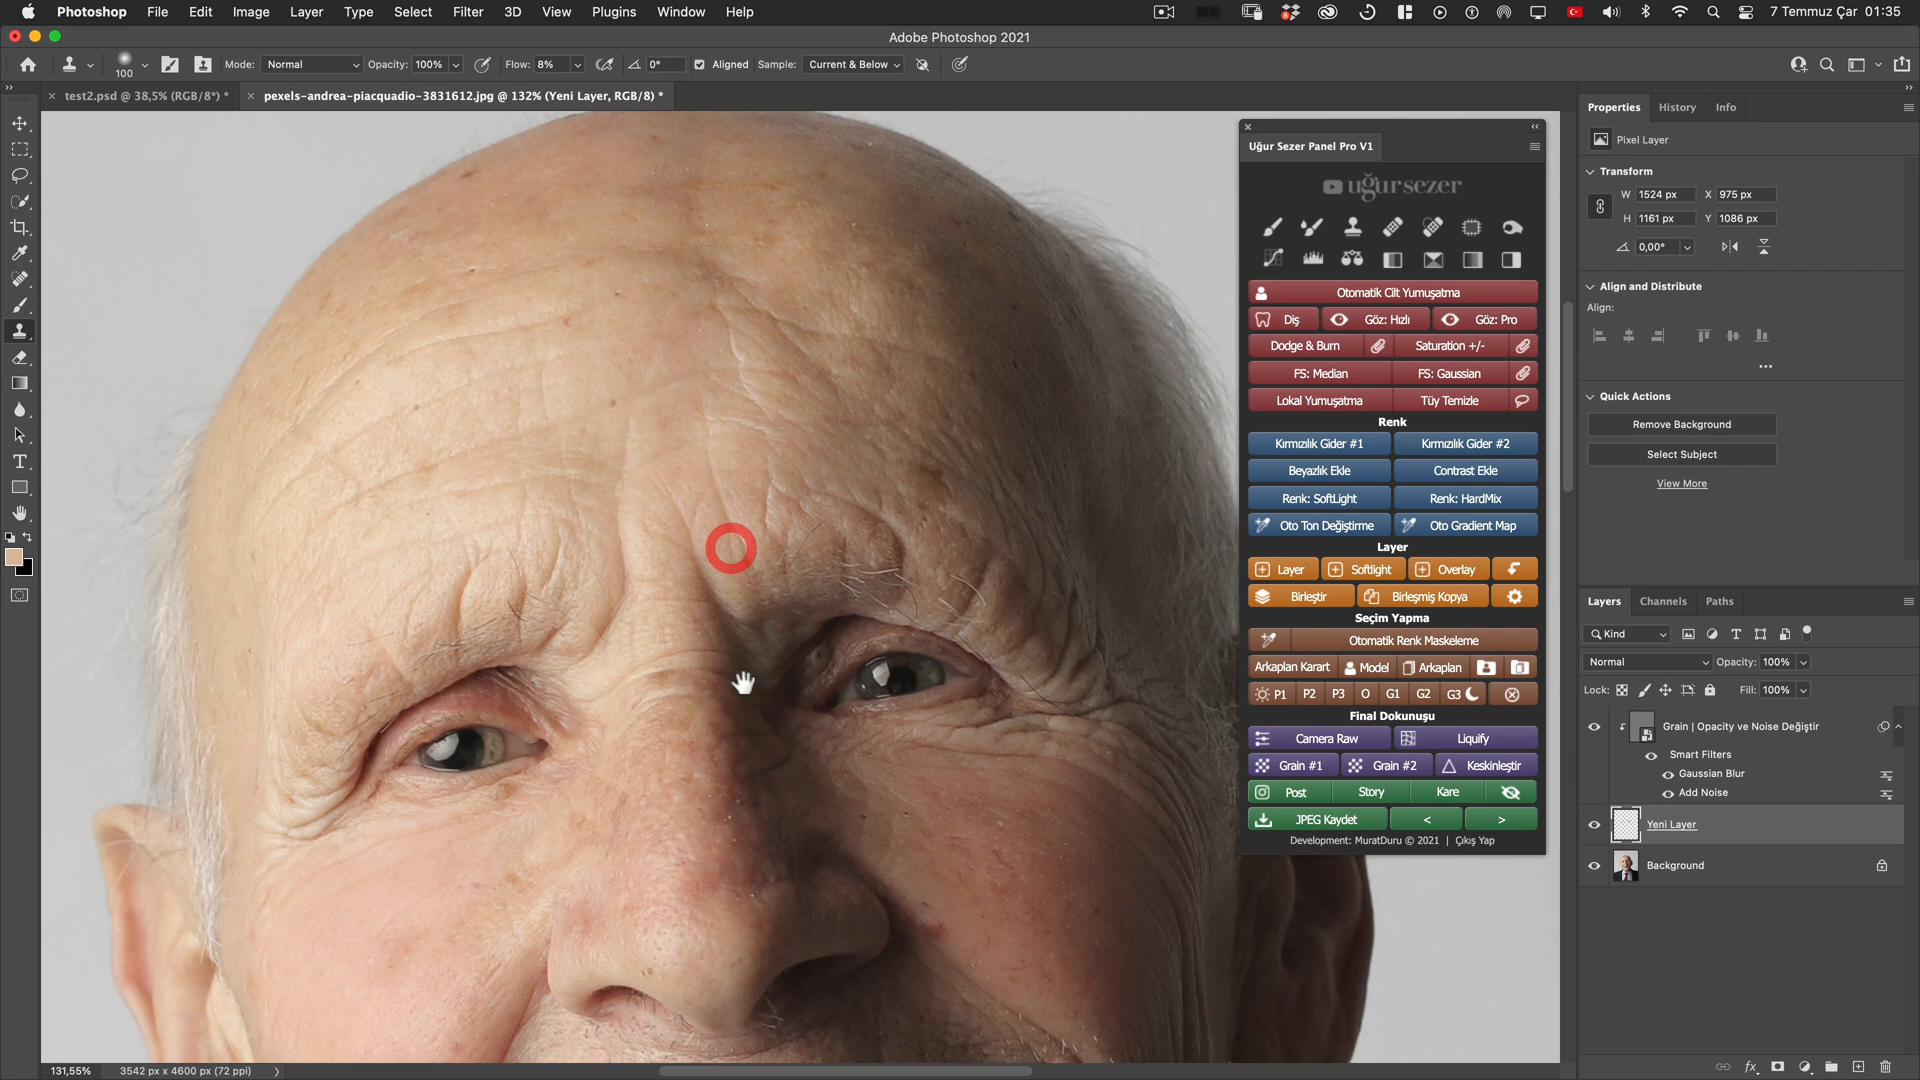 Photoshop File Edit Image Layer Type Select Filter 3D View Plugins Window Help 7 Temmuz Çar 01:35
Adobe Photoshop 2021
100 Mode: Normal Opacity: 100% Flow: 8% 0° Aligned Sample: Current & Below
test2.psd @ 38,5% (RGB/8*) * pexels-andrea-piacquadio-3831612.jpg @ 132% (Yeni Layer, RGB/8) *
Uğur Sezer Panel Pro V1
uğursezer
Otomatik Cilt Yumuşatma
Diş Göz: Hızlı Göz: Pro
Dodge & Burn Saturation +/-
FS: Median FS: Gaussian
Lokal Yumuşatma Tüy Temizle
Renk
Kırmızılık Gider #1 Kırmızılık Gider #2
Beyazlık Ekle Contrast Ekle
Renk: SoftLight Renk: HardMix
Oto Ton Değiştirme Oto Gradient Map
Layer
Layer Softlight Overlay
Birleştir Birleşmiş Kopya
Seçim Yapma
Otomatik Renk Maskeleme
Arkaplan Karart Model Arkaplan
P1 P2 P3 O G1 G2 G3
Final Dokunuşu
Camera Raw Liquify
Grain #1 Grain #2 Keskinleştir
Post Story Kare
JPEG Kaydet < >
Development: MuratDuru © 2021 | Çıkış Yap
Properties History Info
Pixel Layer
Transform
W 1524 px X 975 px
H 1161 px Y 1086 px
0,00°
Align and Distribute
Align:
Quick Actions
Remove Background
Select Subject
View More
Layers Channels Paths
Kind
Normal Opacity: 100%
Lock: Fill: 100%
Grain | Opacity ve Noise Değiştir
Smart Filters
Gaussian Blur
Add Noise
Yeni Layer
Background
131,55% 3542 px x 4600 px (72 ppi)